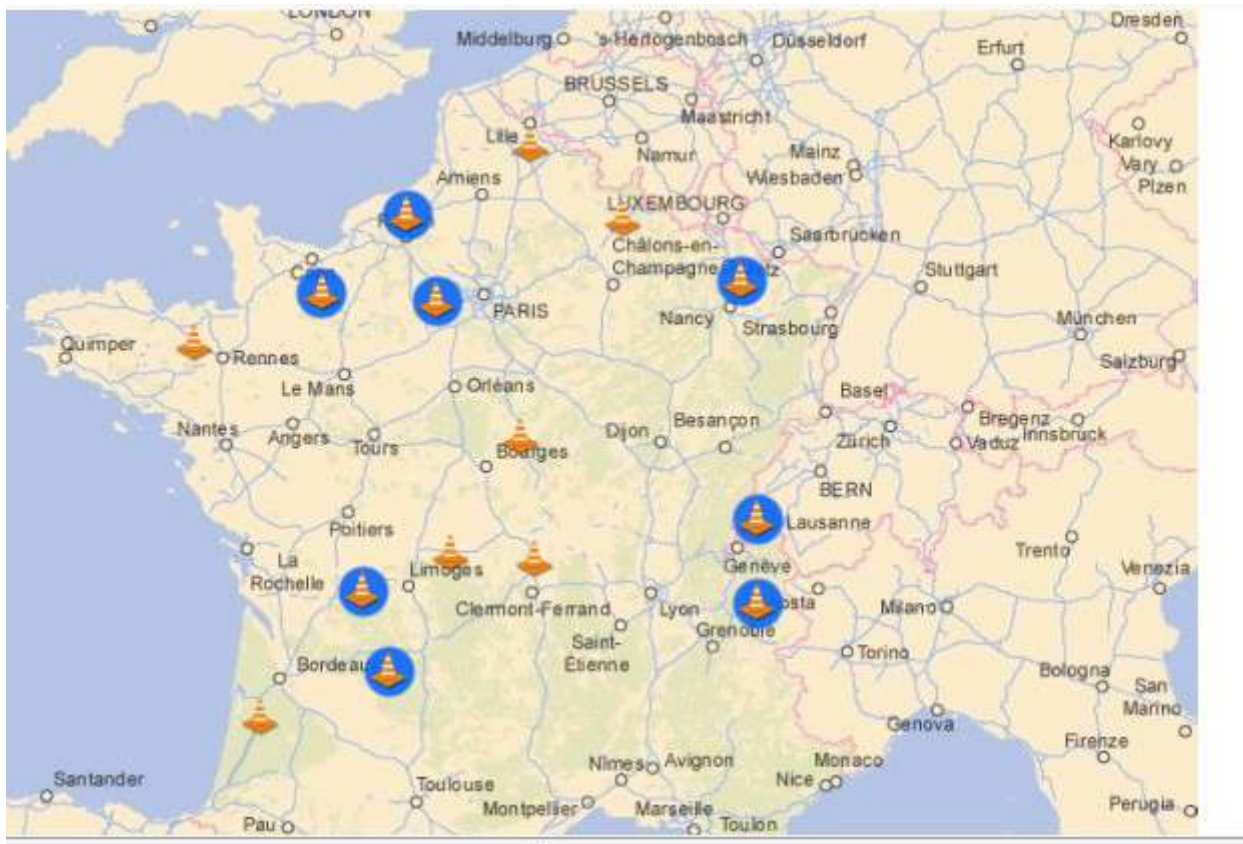 LONDON
Middelburg
's-Hertogenbosch
Düsseldorf
Erfurt
Dresden
BRUSSELS
Maastricht
Lille
Namur
Mainz
Wiesbaden
Karlovy
Vary
Plzen
Amiens
LUXEMBOURG
Saarbrücken
Châlons-en-
Champagne
Stuttgart
PARIS
Nancy
Strasbourg
München
Salzburg
Quimper
Rennes
Le Mans
Orléans
Basel
Bregenz
Innsbruck
Nantes
Angers
Tours
Bourges
Dijon
Besançon
Zürich
Vaduz
BERN
Poitiers
Lausanne
La
Rochelle
Limoges
Genève
Trento
Venezia
Clermont-Ferrand
Lyon
Milano
Saint-
Étienne
Grenoble
Torino
Bologna
San
Marino
Genova
Firenze
Santander
Toulouse
Nîmes
Avignon
Monaco
Nice
Montpellier
Marseille
Toulon
Perugia
Pau